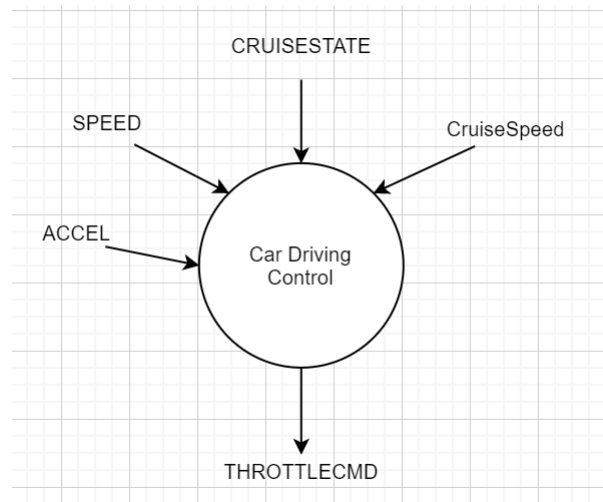 CRUISESTATE
SPEED
CruiseSpeed
ACCEL
Car Driving
Control
THROTTLECMD